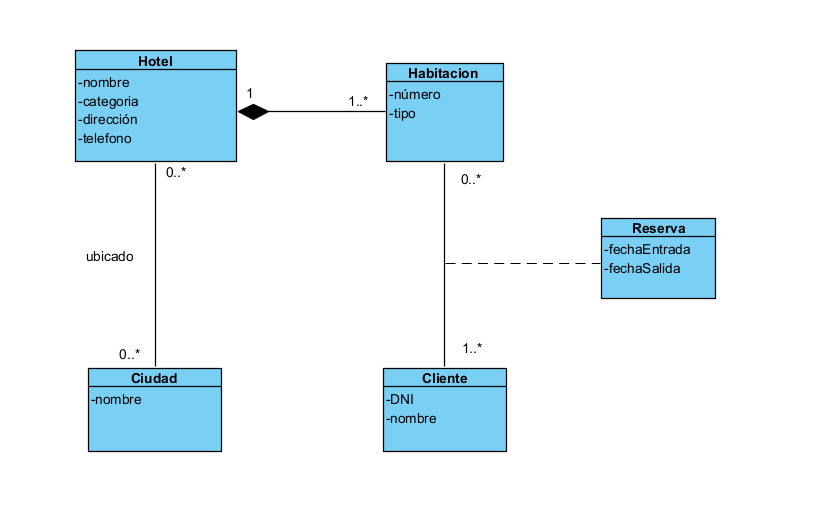 Hotel
-nombre
-categoria
-dirección
-telefono
1
1..*
Habitacion
-número
-tipo
0..*
0..*
Reserva
-fechaEntrada
-fechaSalida
ubicado
0..*
1..*
Ciudad
-nombre
Cliente
-DNI
-nombre